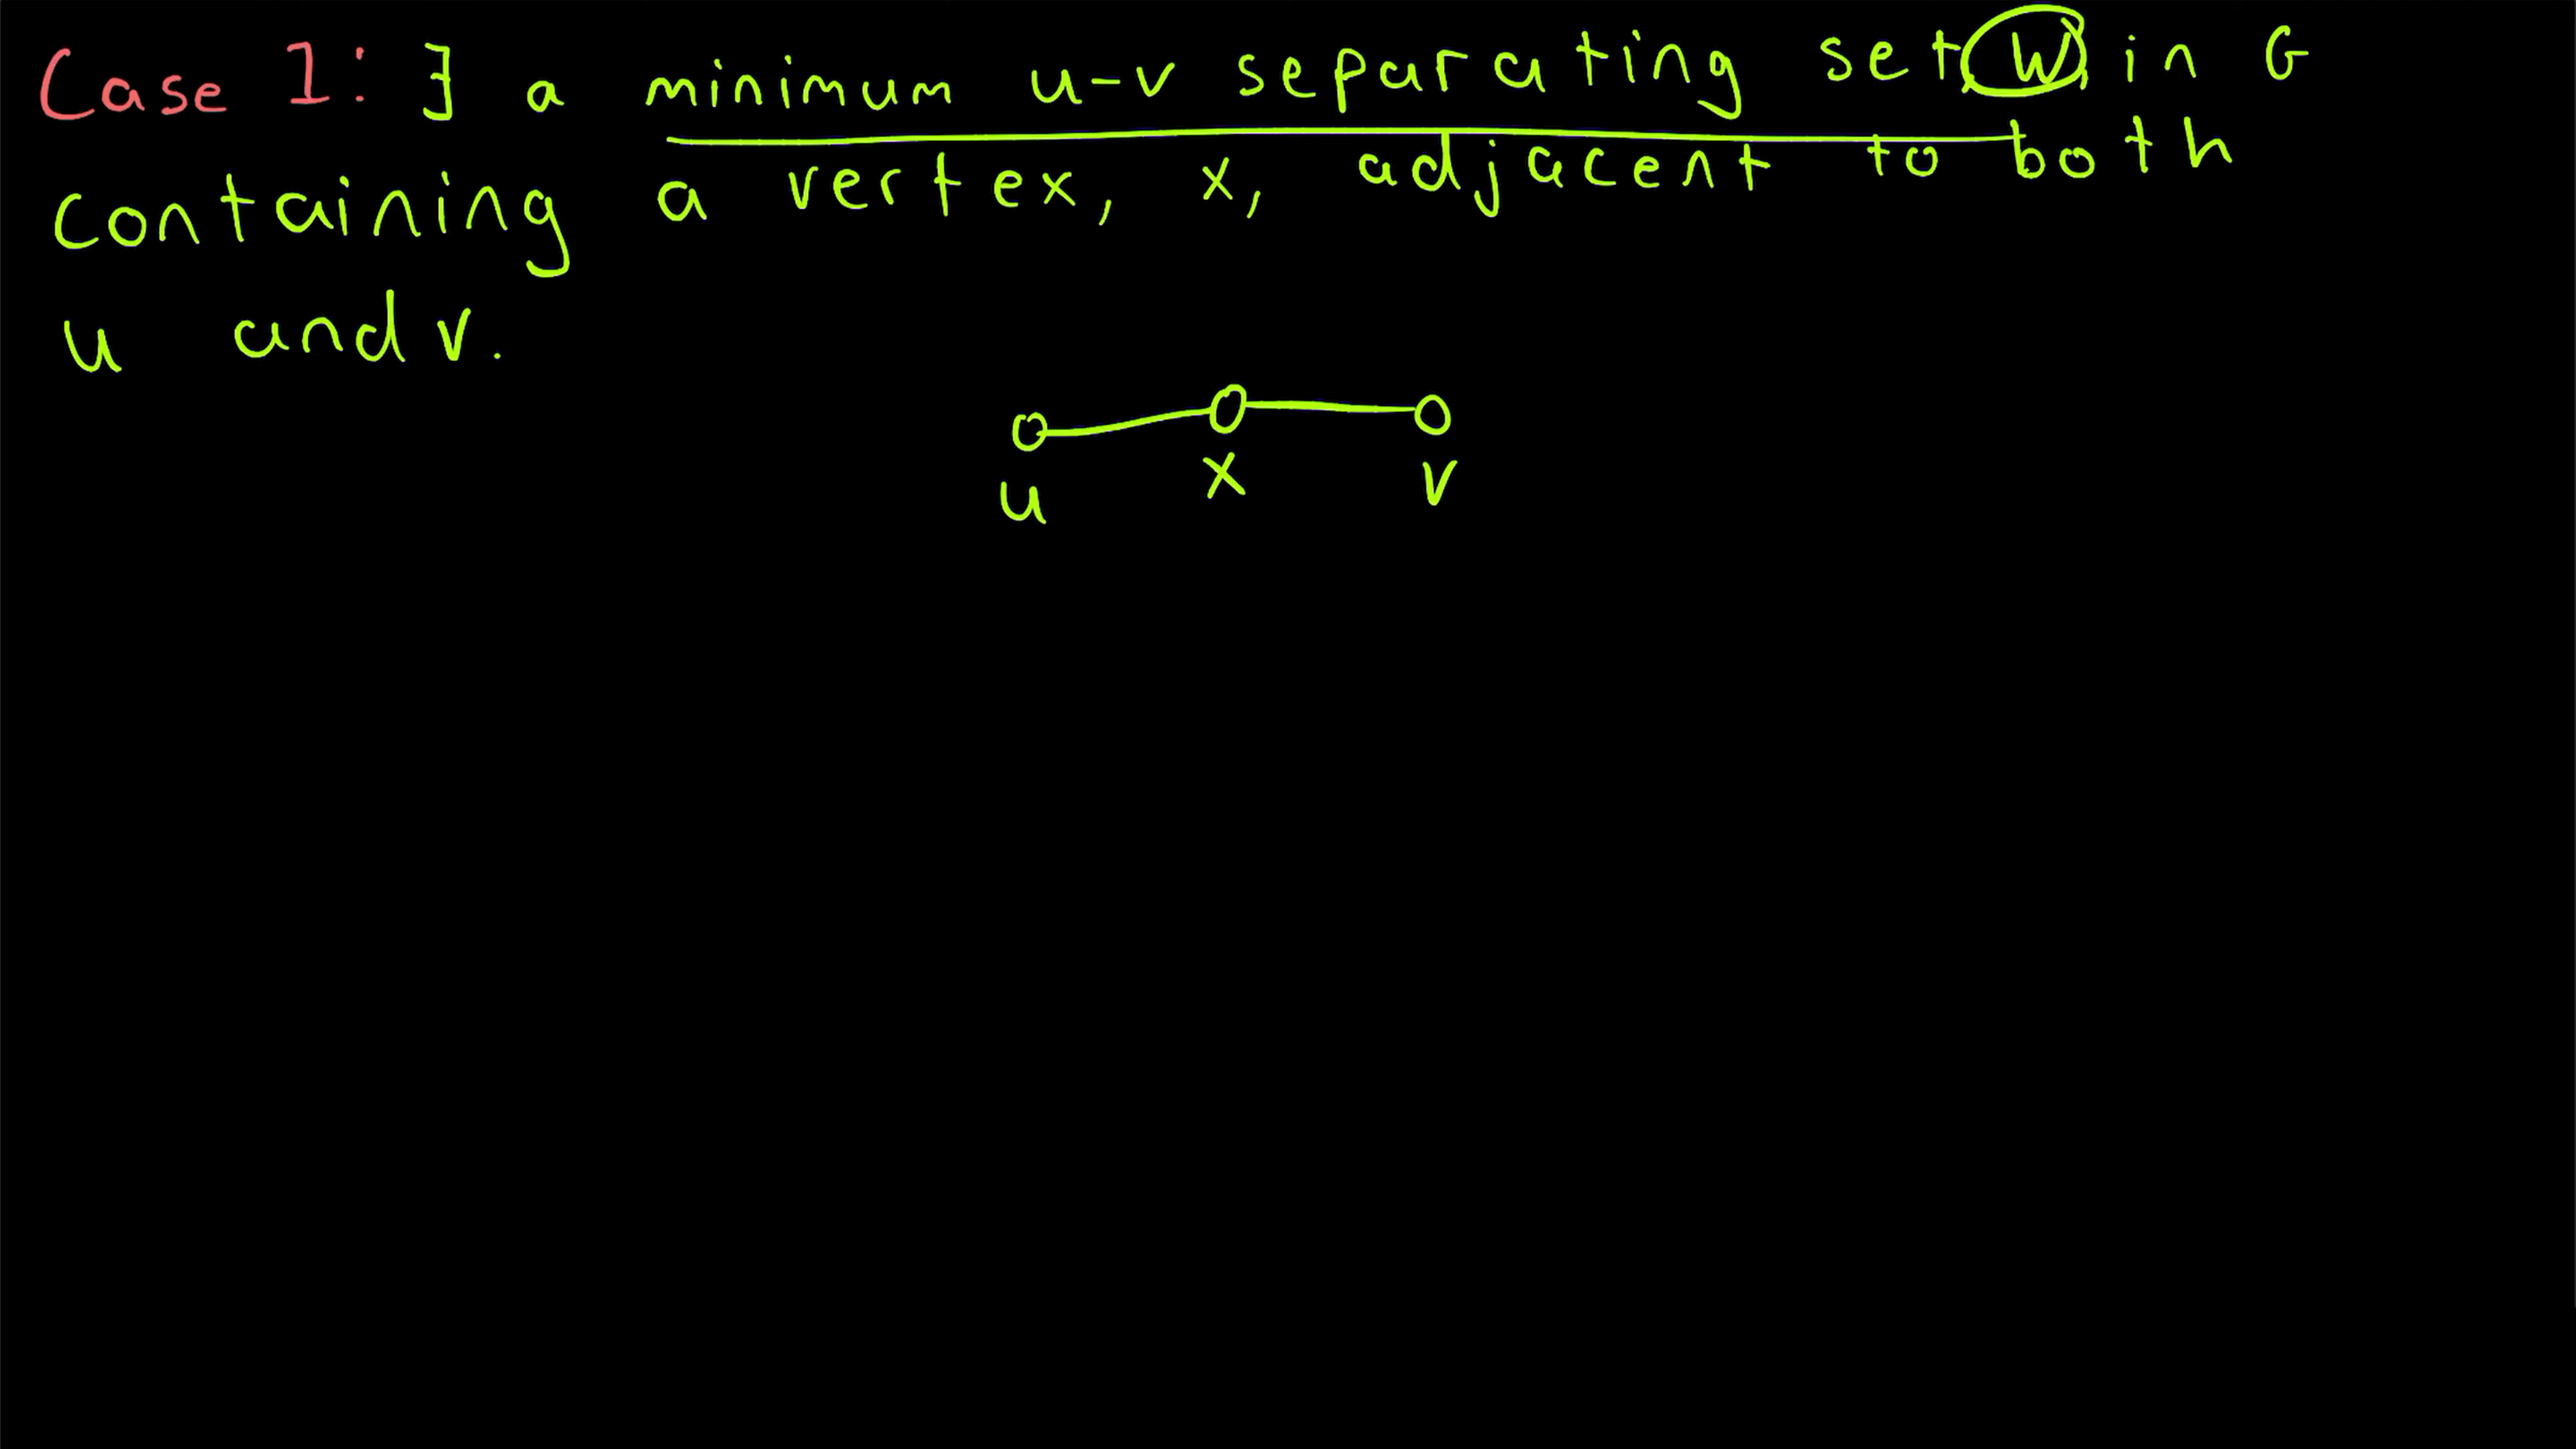 Case 1: ∃ a minimum u-v separating set, W, in G
containing a vertex, x, adjacent to both
u and v.
u x v